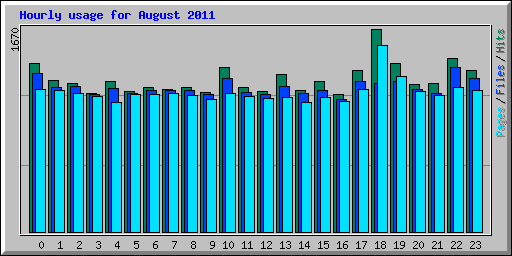 Hourly usage for August 2011
1670
Pages/Files/Hits
0 1 2 3 4 5 6 7 8 9 10 11 12 13 14 15 16 17 18 19 20 21 22 23